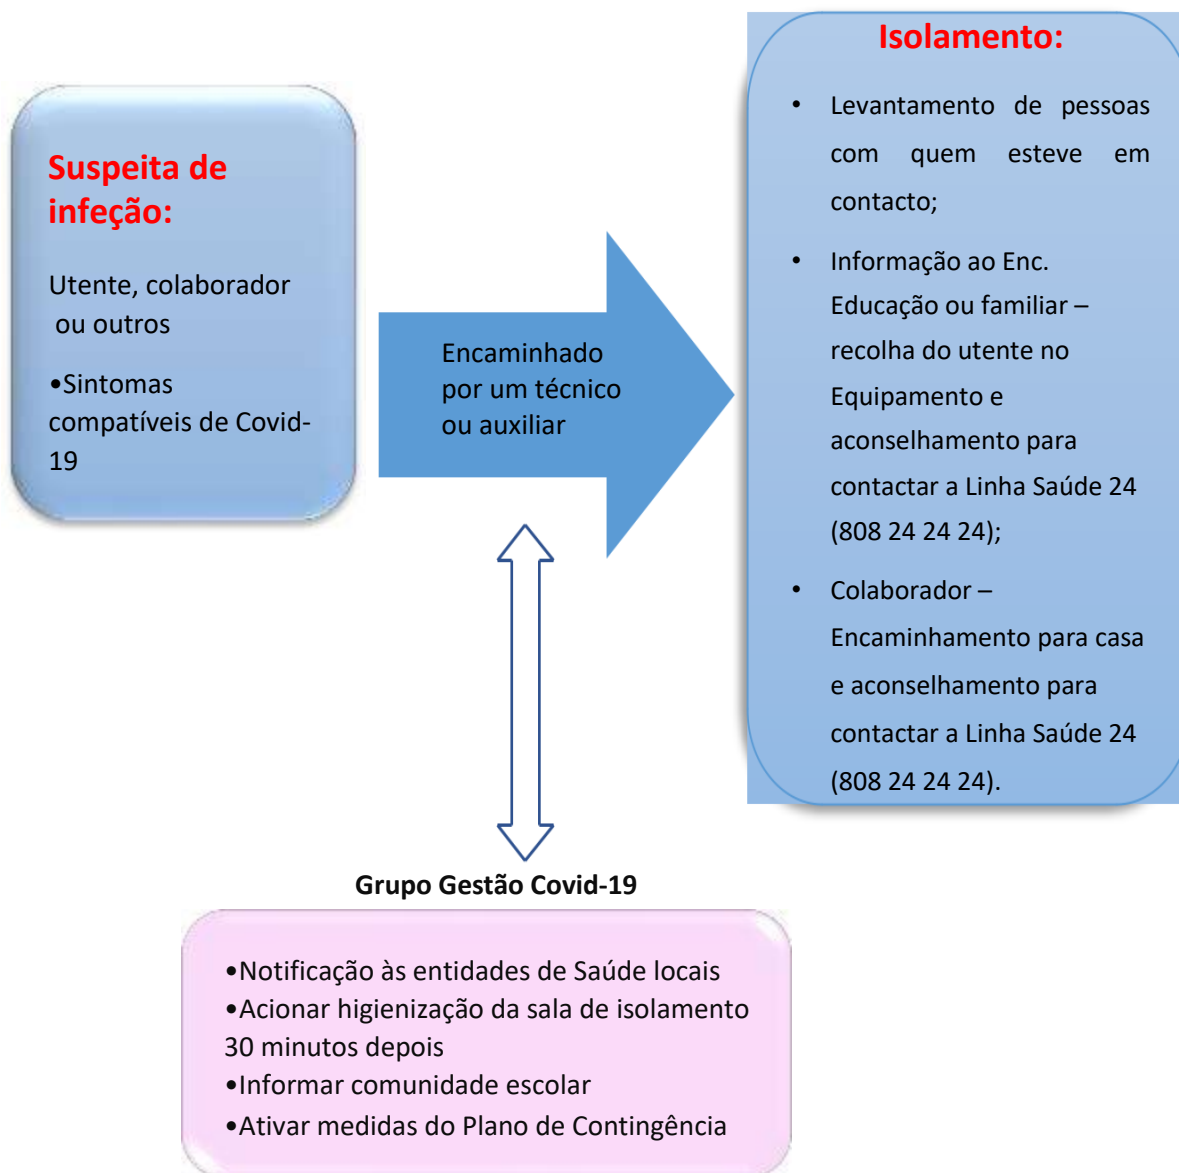 Suspeita de
infeção:
Utente, colaborador
ou outros
•Sintomas
compatíveis de Covid-
19
Encaminhado
por um técnico
ou auxiliar
Isolamento:
• Levantamento de pessoas
com quem esteve em
contacto;
• Informação ao Enc.
Educação ou familiar –
recolha do utente no
Equipamento e
aconselhamento para
contactar a Linha Saúde 24
(808 24 24 24);
• Colaborador –
Encaminhamento para casa
e aconselhamento para
contactar a Linha Saúde 24
(808 24 24 24).
Grupo Gestão Covid-19
•Notificação às entidades de Saúde locais
•Acionar higienização da sala de isolamento
30 minutos depois
•Informar comunidade escolar
•Ativar medidas do Plano de Contingência